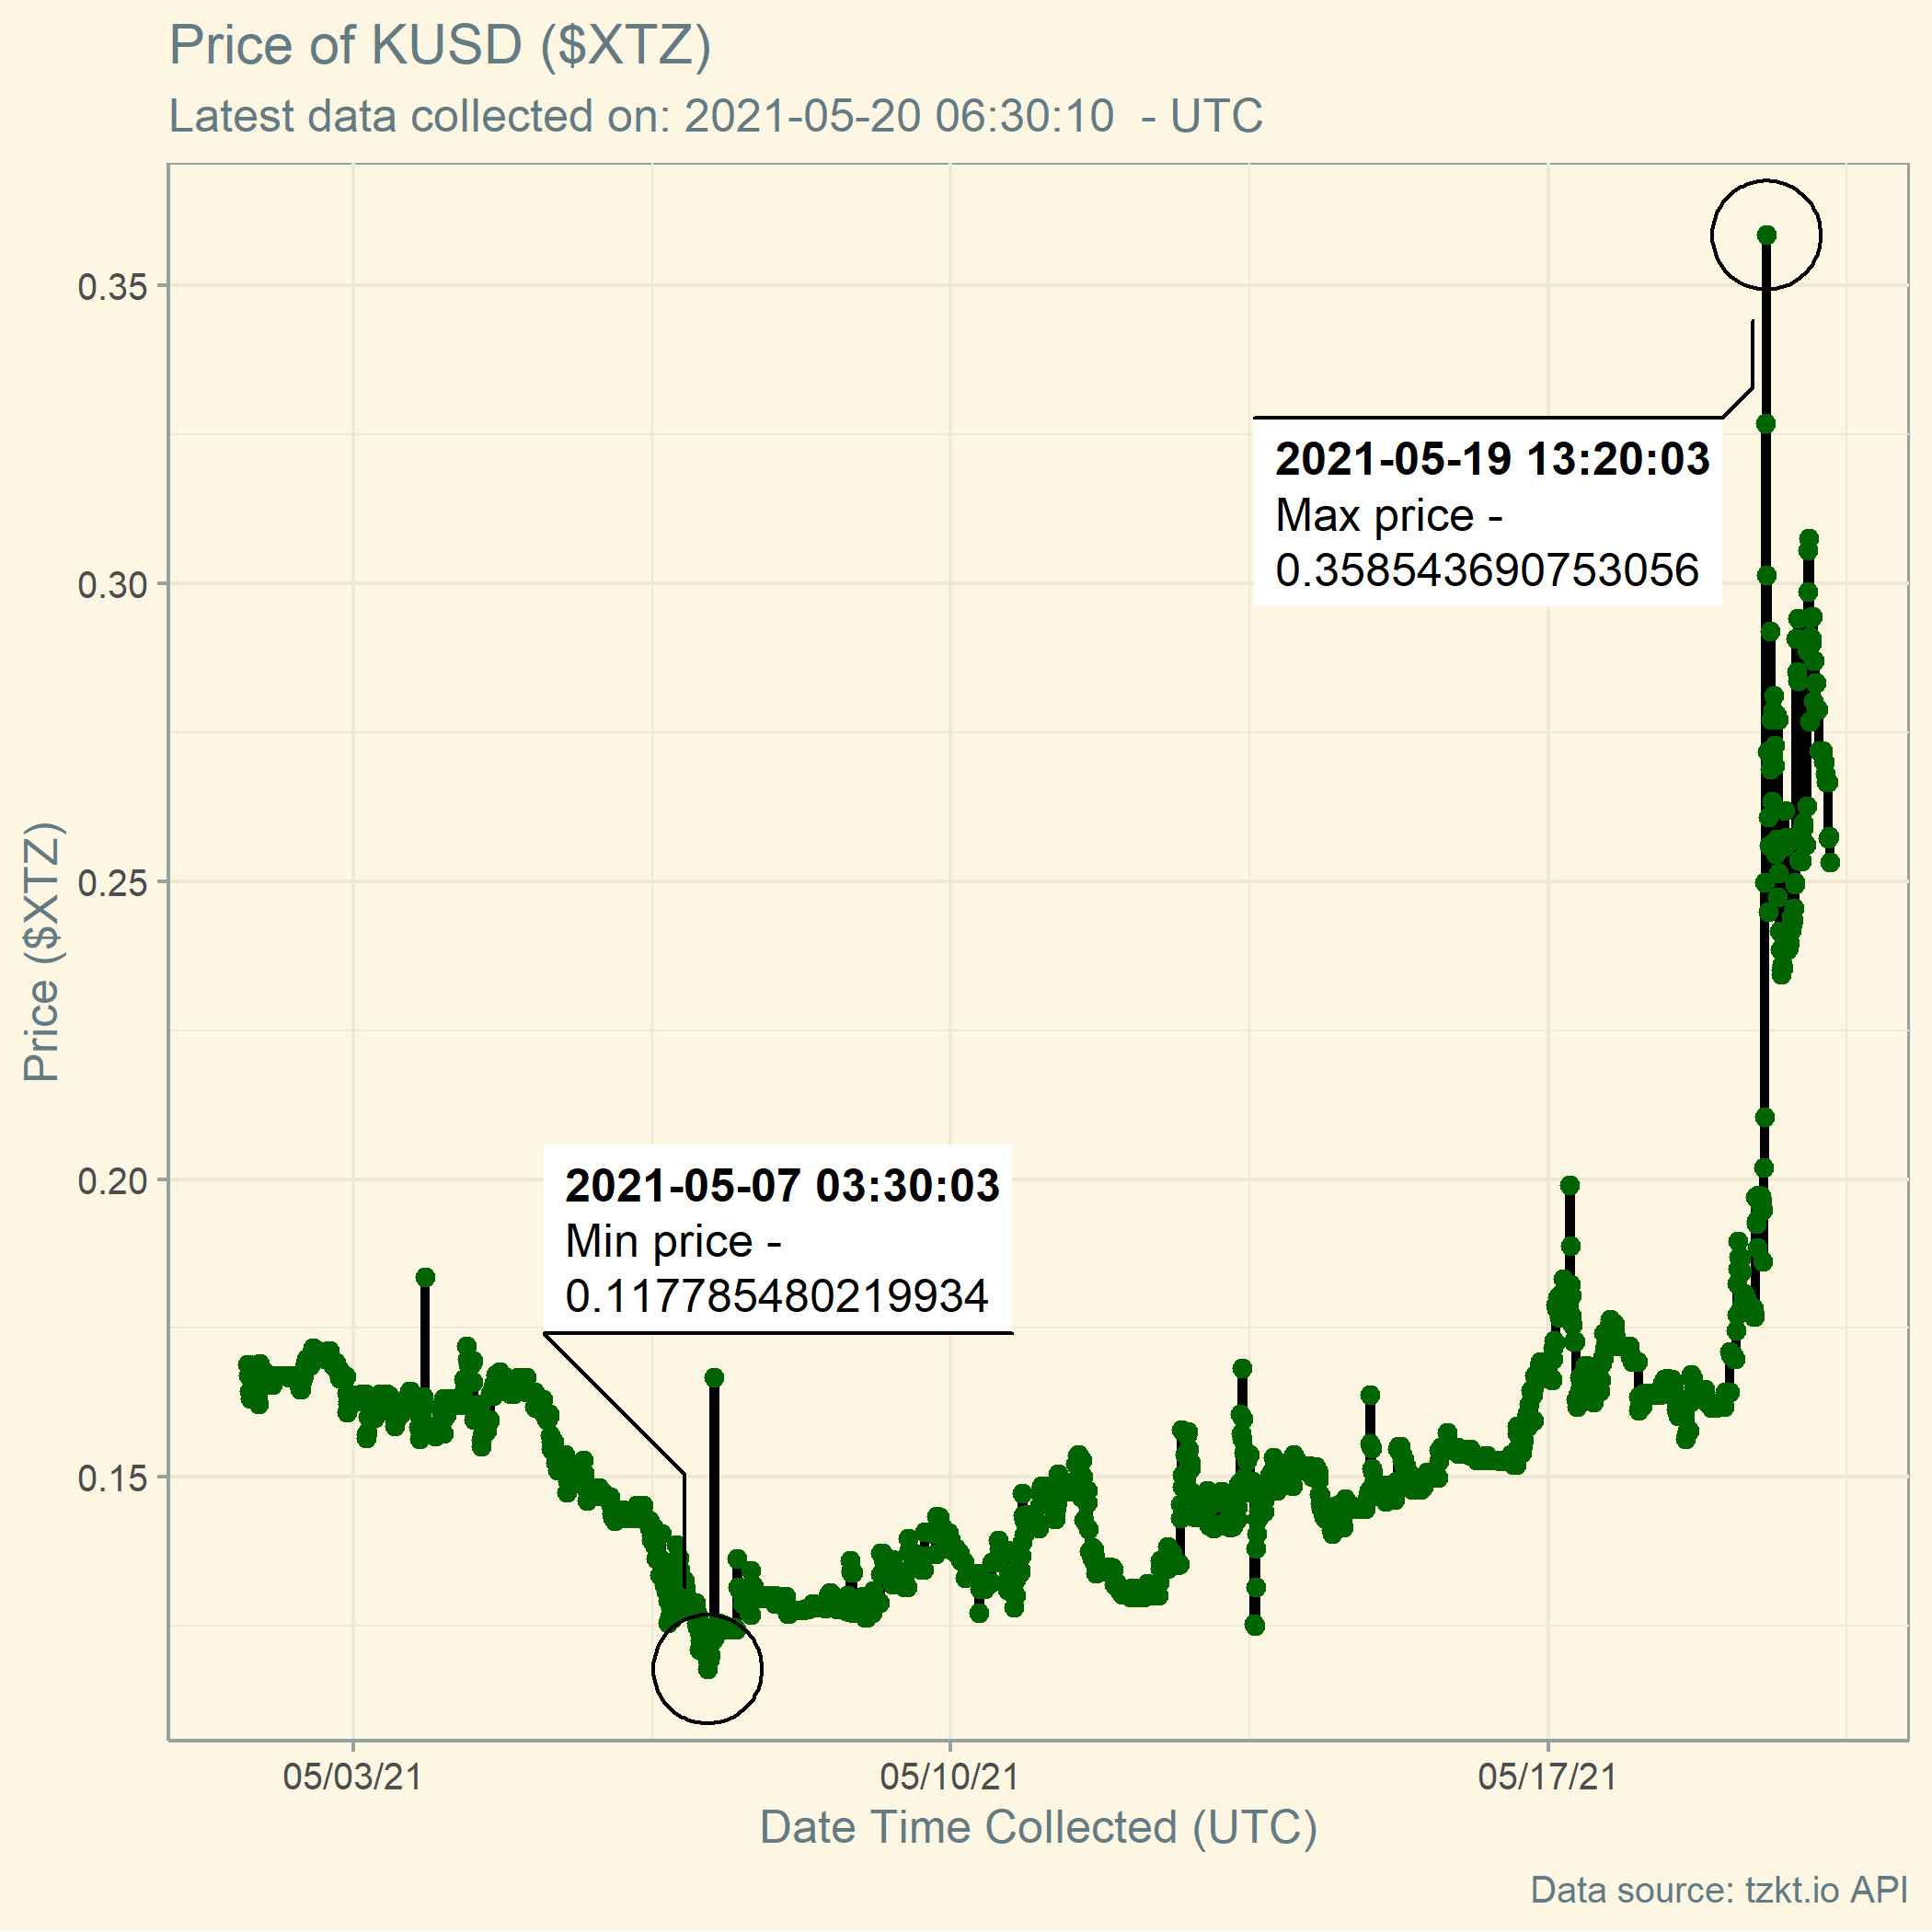 Price of KUSD ($XTZ)
Latest data collected on: 2021-05-20 06:30:10  - UTC
0.35
0.30
0.25
0.20
0.15
Price ($XTZ)
2021-05-19 13:20:03
Max price -
0.358543690753056
2021-05-07 03:30:03
Min price -
0.117785480219934
05/03/21
05/10/21
05/17/21
Date Time Collected (UTC)
Data source: tzkt.io API